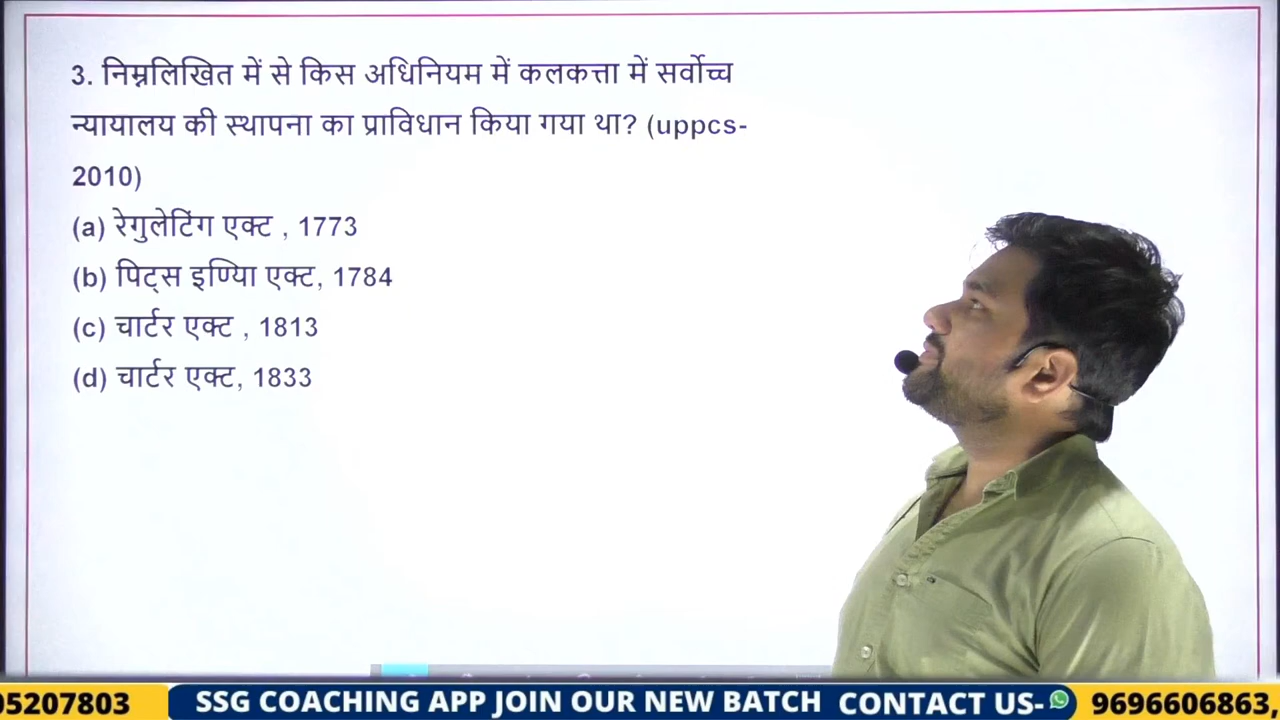 3. निम्नलिखित में से किस अधिनियम में कलकत्ता में सर्वोच्च
न्यायालय की स्थापना का प्राविधान किया गया था? (uppcs-
2010)
(a) रेगुलेटिंग एक्ट , 1773
(b) पिट्स इण्यिा एक्ट, 1784
(c) चार्टर एक्ट , 1813
(d) चार्टर एक्ट, 1833
05207803 SSG COACHING APP JOIN OUR NEW BATCH CONTACT US- 9696606863,